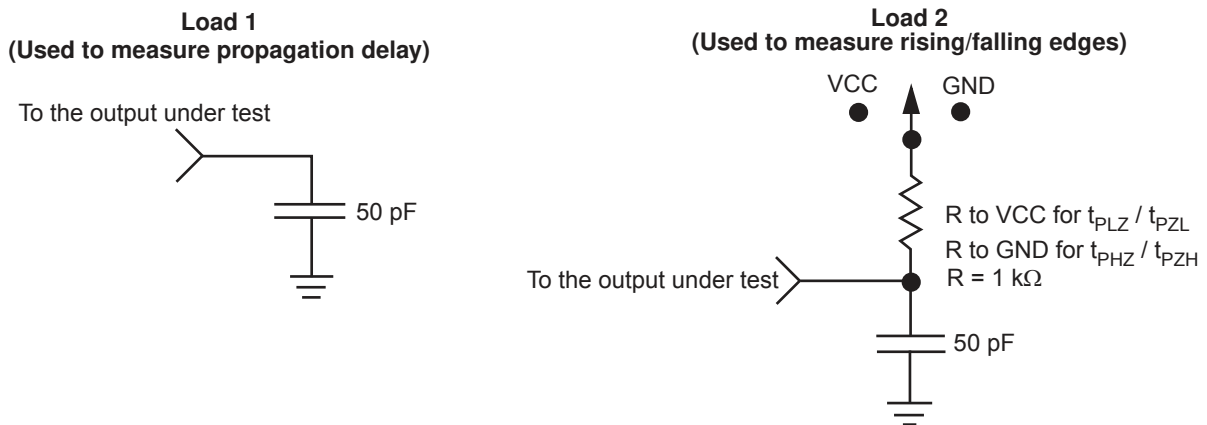 Load 1
(Used to measure propagation delay)
To the output under test
50 pF
Load 2
(Used to measure rising/falling edges)
VCC
GND
R to VCC for tPLZ / tPZL
R to GND for tPHZ / tPZH
R = 1 kΩ
To the output under test
50 pF